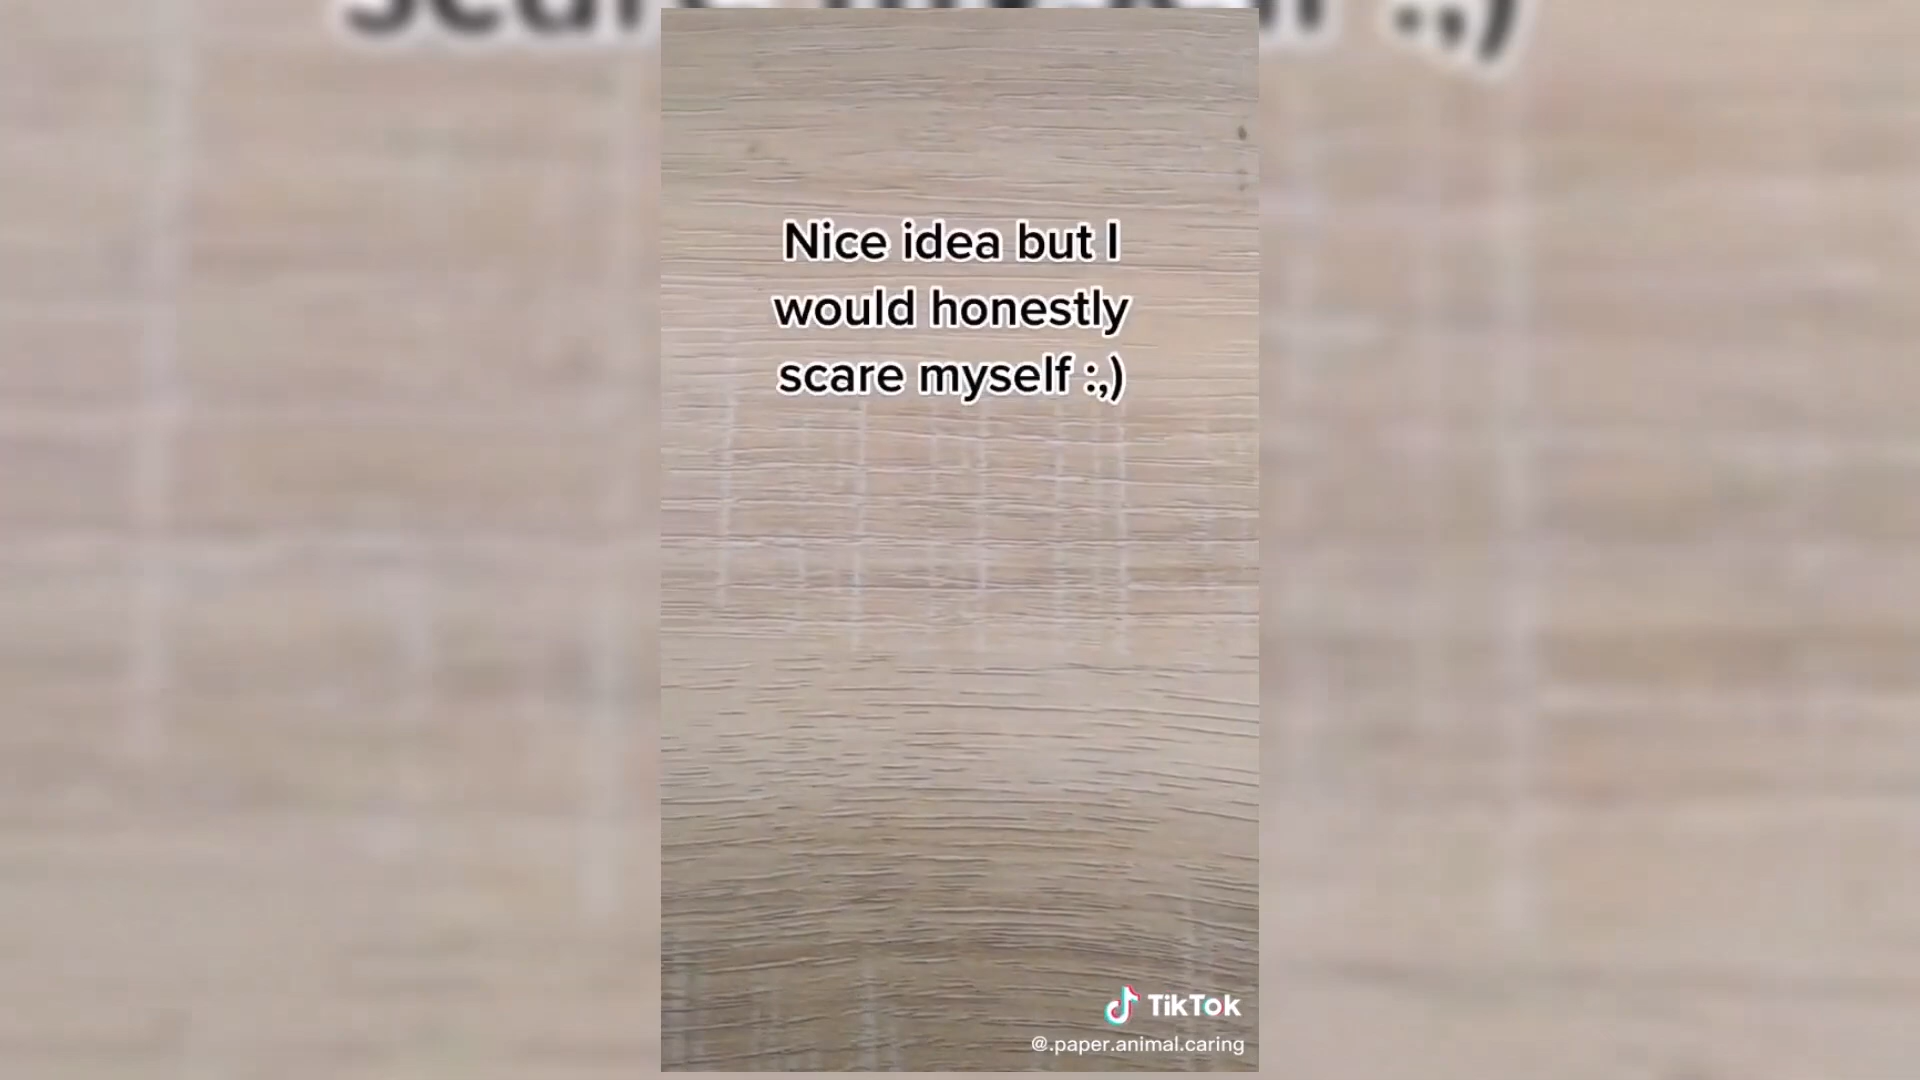 Nice idea but I
would honestly
scare myself :,)
TikTok
@.paper.animal.caring